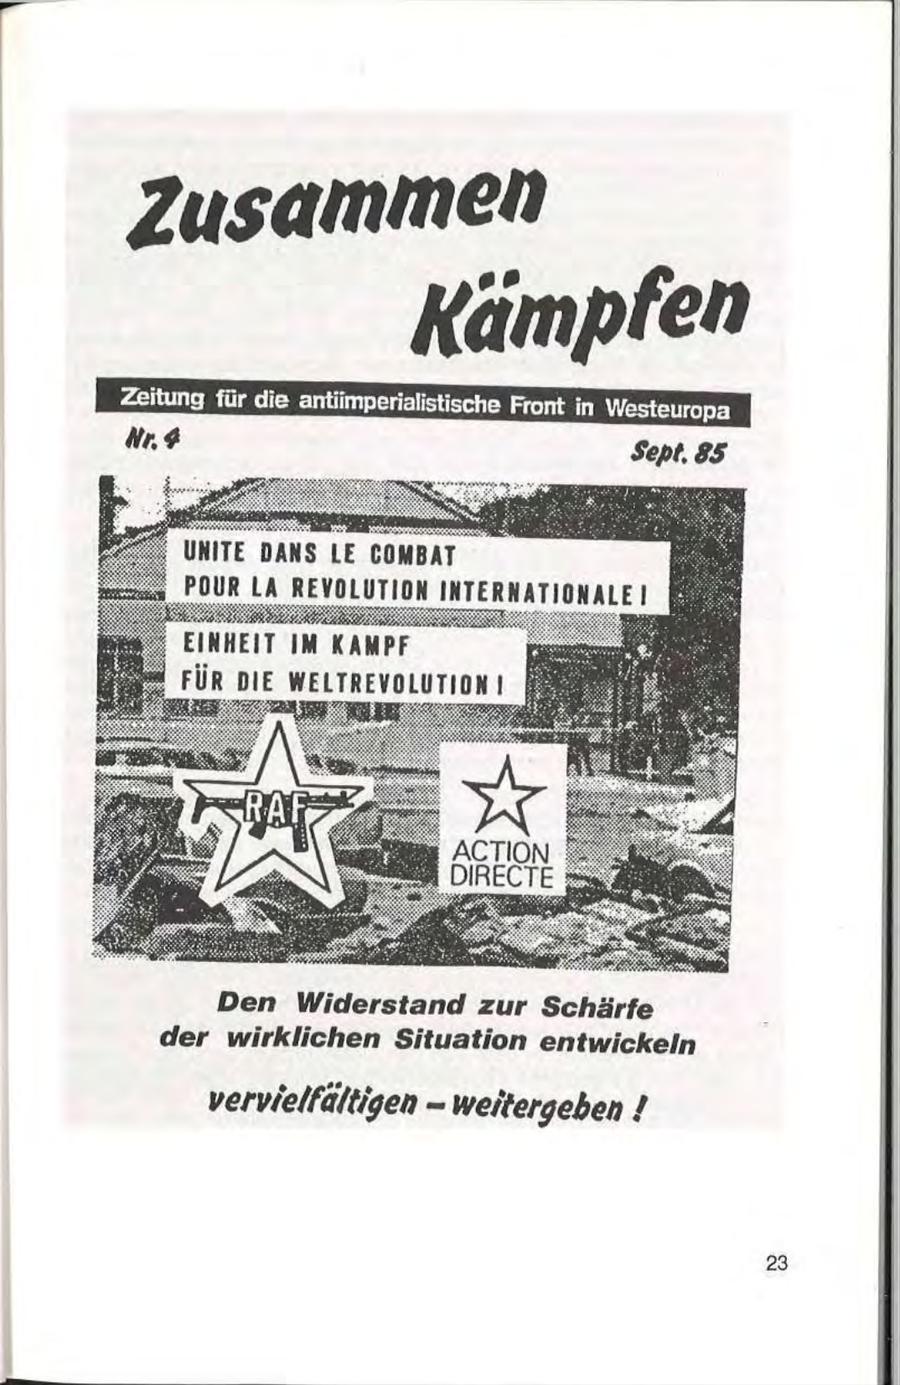 Zusammen
Kämpfen
Zeitung für die antiimperialistische Front in Westeuropa
Nr. 4
Sept. 85
UNITE DANS LE COMBAT
POUR LA REVOLUTION INTERNATIONALE!
EINHEIT IM KAMPF
FÜR DIE WELTREVOLUTION!
RAF
ACTION
DIRECTE
Den Widerstand zur Schärfe
der wirklichen Situation entwickeln
vervielfältigen – weitergeben !
23